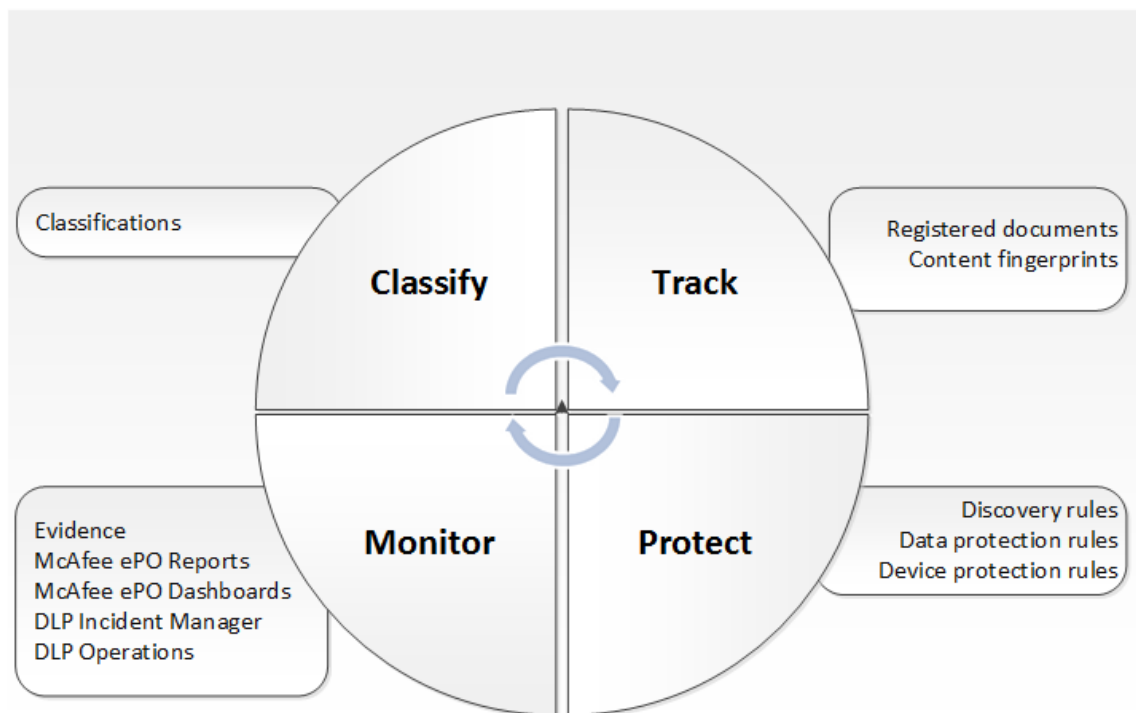 Classifications
Classify
Track
Registered documents
Content fingerprints
Monitor
Protect
Evidence
McAfee ePO Reports
McAfee ePO Dashboards
DLP Incident Manager
DLP Operations
Discovery rules
Data protection rules
Device protection rules